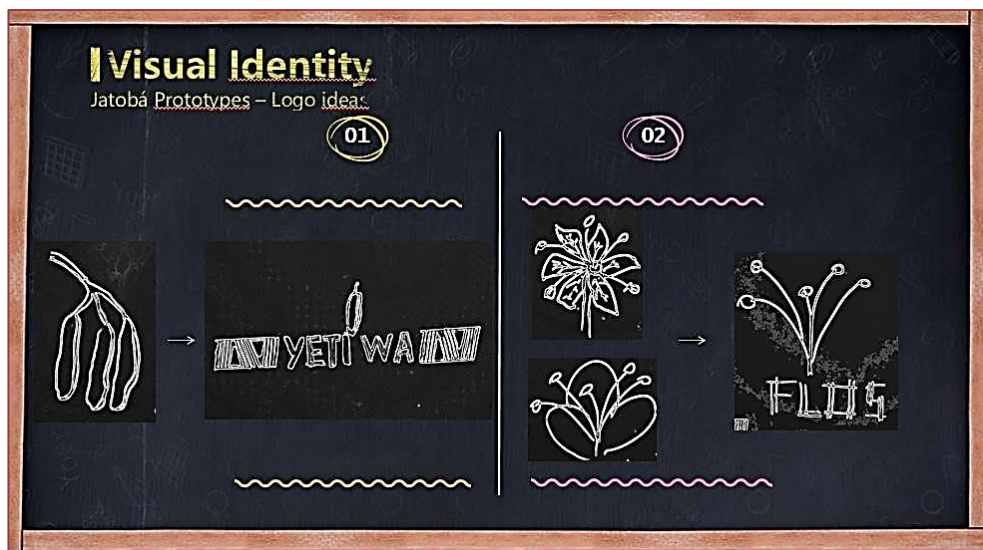 Visual Identity
Jatobá Prototypes – Logo ideas
01
02
YETI WA
FLOS